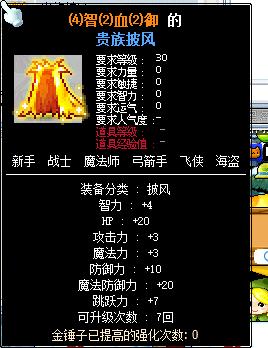 ⑷智⑵血⑵御 的
贵族披风
要求等级： 30
要求力量： 0
要求敏捷： 0
要求智力： 0
要求运气： 0
要求人气度： -
道具等级： -
道具经验值： -
新手 战士 魔法师 弓箭手 飞侠 海盗
装备分类 : 披风
智力 : +4
HP : +20
攻击力 : +3
魔力 : +3
防御力 : +10
魔法防御力 : +20
跳跃力 : +7
可升级次数 : 7回
金锤子已提高的强化次数: 0